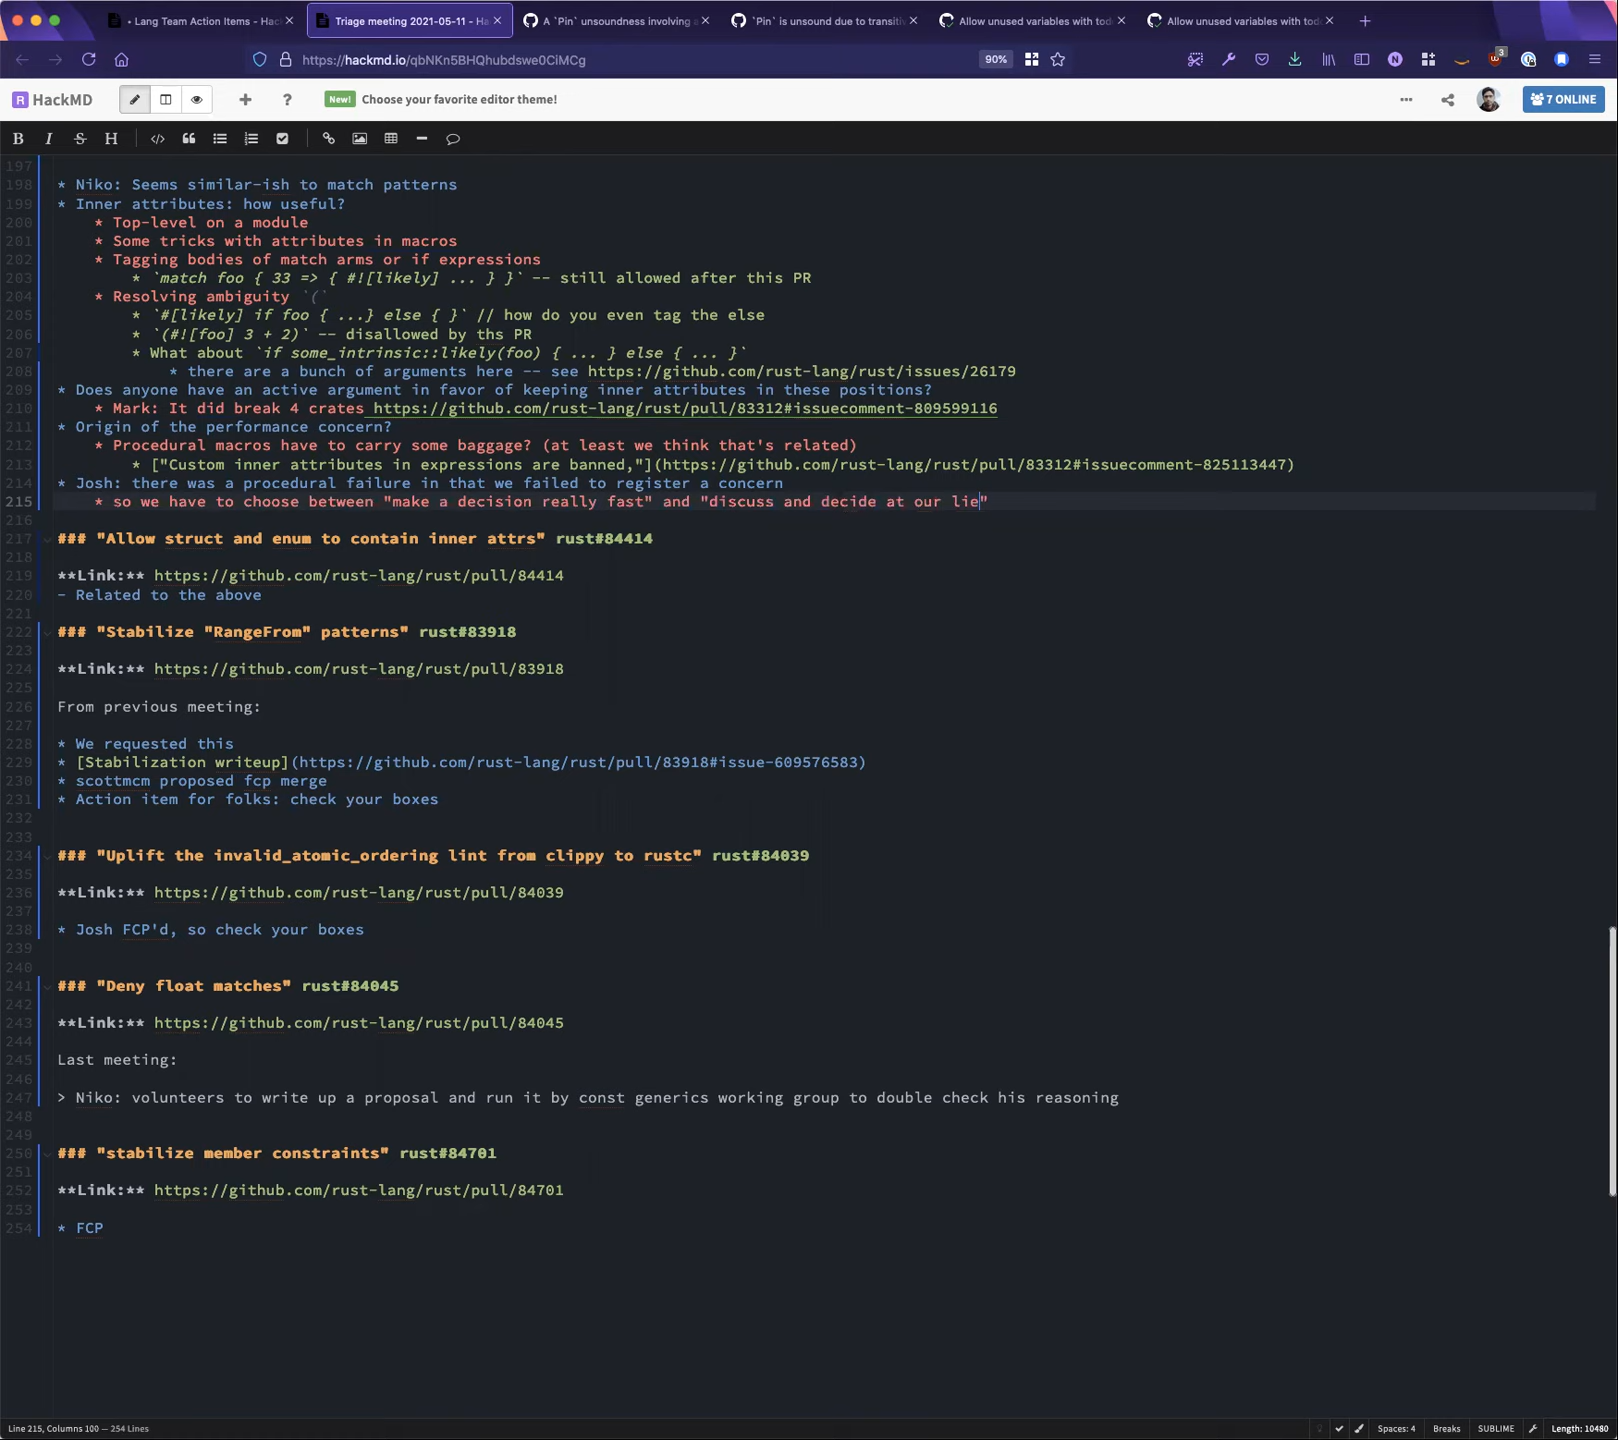 • Lang Team Action Items - Hac
Triage meeting 2021-05-11 - Ha
A `Pin` unsoundness involving
`Pin` is unsound due to transiti
Allow unused variables with tod
Allow unused variables with tod
https://hackmd.io/qbNKn5BHQhubdswe0CiMCg
90%
3
HackMD
New! Choose your favorite editor theme!
7 ONLINE
197
198 * Niko: Seems similar-ish to match patterns
199 * Inner attributes: how useful?
200 * Top-level on a module
201 * Some tricks with attributes in macros
202 * Tagging bodies of match arms or if expressions
203 * `match foo { 33 => { #![likely] ... } }` -- still allowed after this PR
204 * Resolving ambiguity `(`
205 * `#[likely] if foo { ...} else { }` // how do you even tag the else
206 * `(#![foo] 3 + 2)` -- disallowed by ths PR
207 * What about `if some_intrinsic::likely(foo) { ... } else { ... }`
208 * there are a bunch of arguments here -- see https://github.com/rust-lang/rust/issues/26179
209 * Does anyone have an active argument in favor of keeping inner attributes in these positions?
210 * Mark: It did break 4 crates https://github.com/rust-lang/rust/pull/83312#issuecomment-809599116
211 * Origin of the performance concern?
212 * Procedural macros have to carry some baggage? (at least we think that's related)
213 * ["Custom inner attributes in expressions are banned,"](https://github.com/rust-lang/rust/pull/83312#issuecomment-825113447)
214 * Josh: there was a procedural failure in that we failed to register a concern
215 * so we have to choose between "make a decision really fast" and "discuss and decide at our lie"
216
217 ### "Allow struct and enum to contain inner attrs" rust#84414
218
219 **Link:** https://github.com/rust-lang/rust/pull/84414
220 - Related to the above
221
222 ### "Stabilize "RangeFrom" patterns" rust#83918
223
224 **Link:** https://github.com/rust-lang/rust/pull/83918
225
226 From previous meeting:
227
228 * We requested this
229 * [Stabilization writeup](https://github.com/rust-lang/rust/pull/83918#issue-609576583)
230 * scottmcm proposed fcp merge
231 * Action item for folks: check your boxes
232
233
234 ### "Uplift the invalid_atomic_ordering lint from clippy to rustc" rust#84039
235
236 **Link:** https://github.com/rust-lang/rust/pull/84039
237
238 * Josh FCP'd, so check your boxes
239
240
241 ### "Deny float matches" rust#84045
242
243 **Link:** https://github.com/rust-lang/rust/pull/84045
244
245 Last meeting:
246
247 > Niko: volunteers to write up a proposal and run it by const generics working group to double check his reasoning
248
249
250 ### "stabilize member constraints" rust#84701
251
252 **Link:** https://github.com/rust-lang/rust/pull/84701
253
254 * FCP
Line 215, Columns 100 — 254 Lines
Spaces: 4
Breaks
SUBLIME
Length: 10480